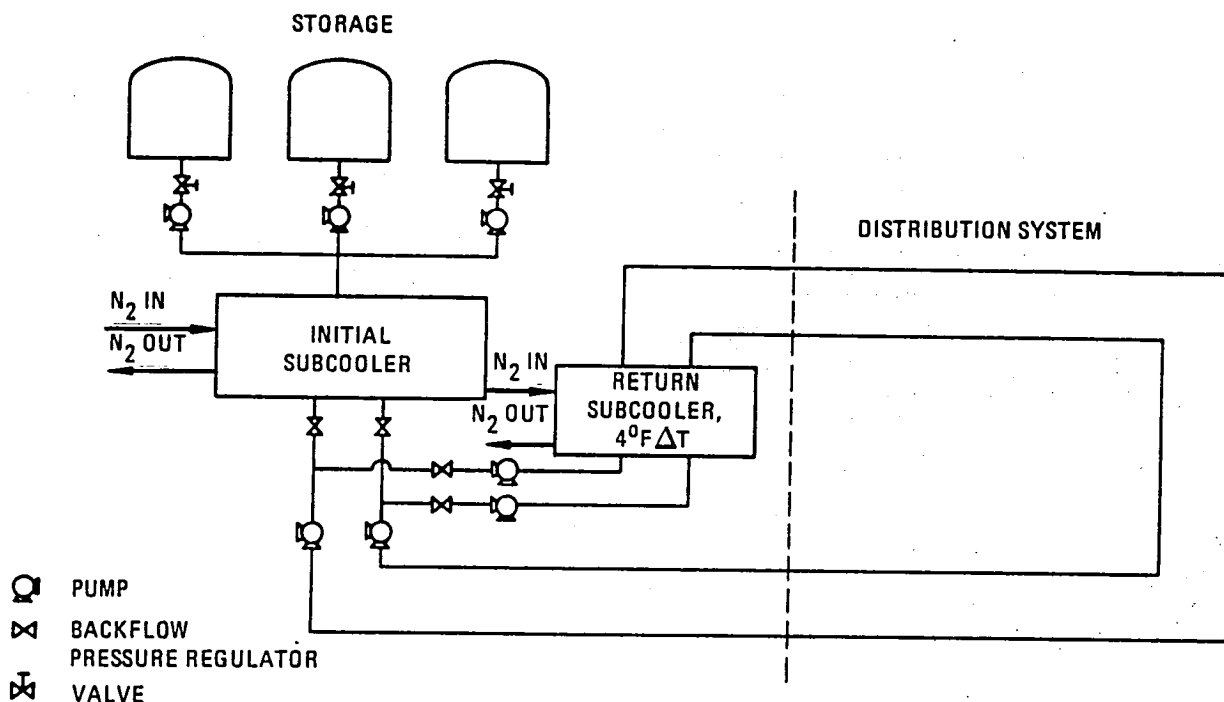 STORAGE
DISTRIBUTION SYSTEM
N2 IN
N2 OUT
INITIAL
SUBCOOLER
N2 IN
N2 OUT
RETURN
SUBCOOLER,
4⁰F ΔT
PUMP
BACKFLOW
PRESSURE REGULATOR
VALVE